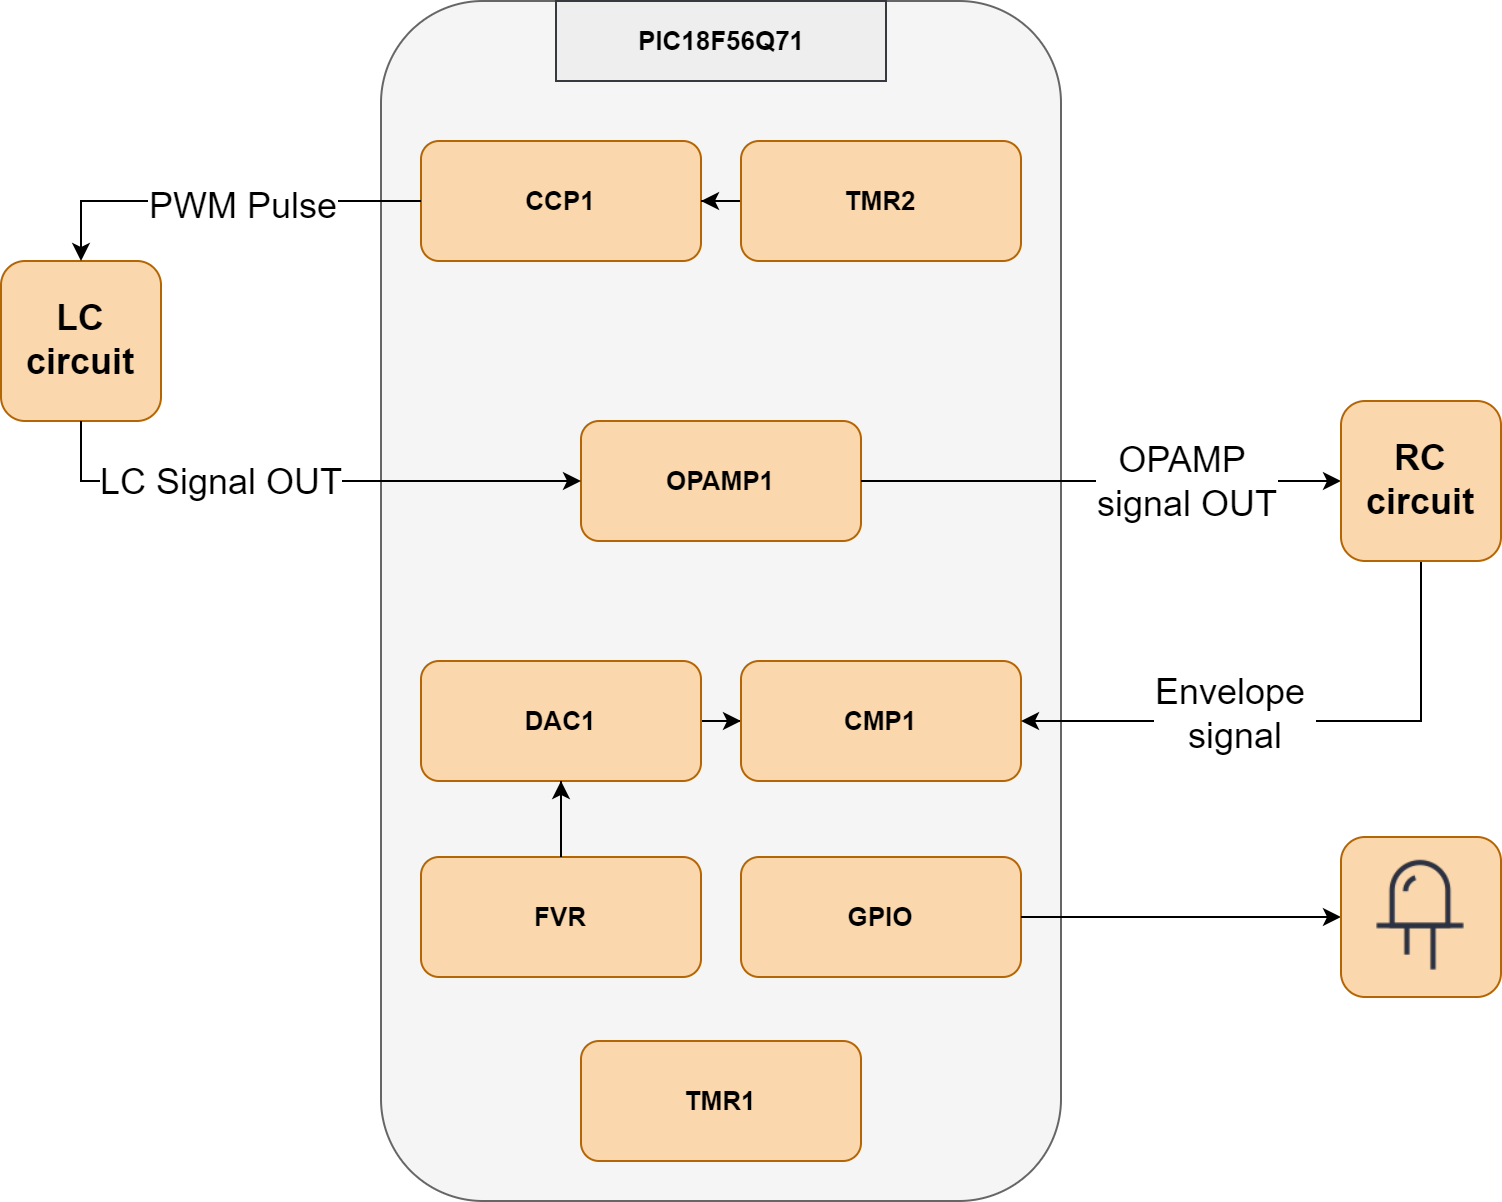 PIC18F56Q71
CCP1
TMR2
PWM Pulse
LC
circuit
OPAMP1
LC Signal OUT
OPAMP
signal OUT
RC
circuit
DAC1
CMP1
Envelope
signal
FVR
GPIO
TMR1